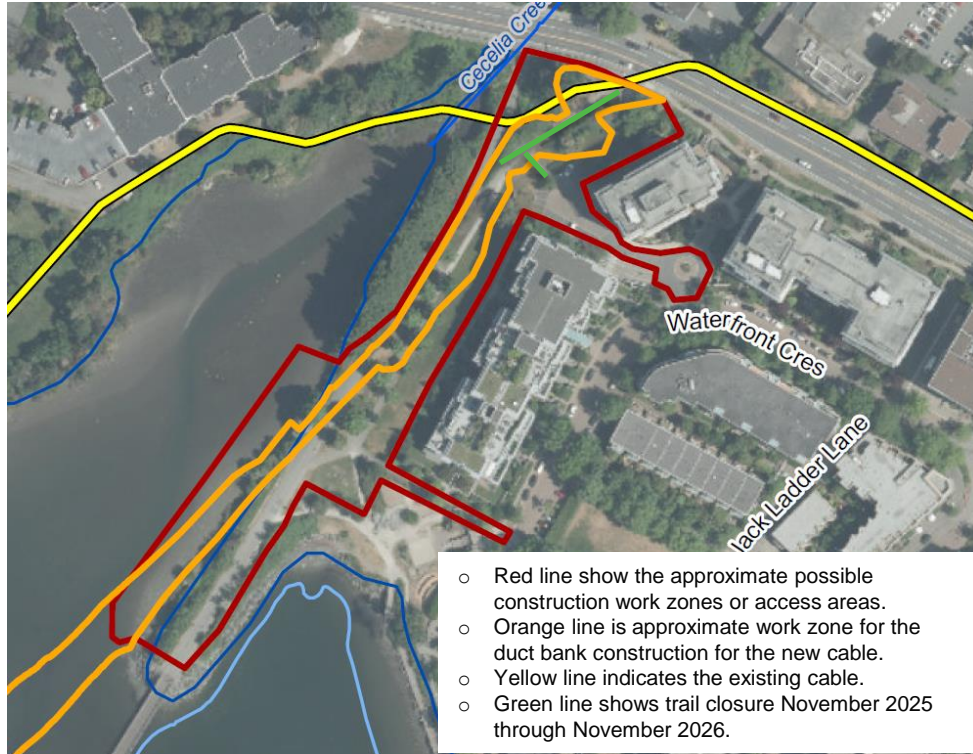 Cecelia Cree
Waterfront Cres
Jack Ladder Lane
○ Red line show the approximate possible
construction work zones or access areas.
○ Orange line is approximate work zone for the
duct bank construction for the new cable.
○ Yellow line indicates the existing cable.
○ Green line shows trail closure November 2025
through November 2026.